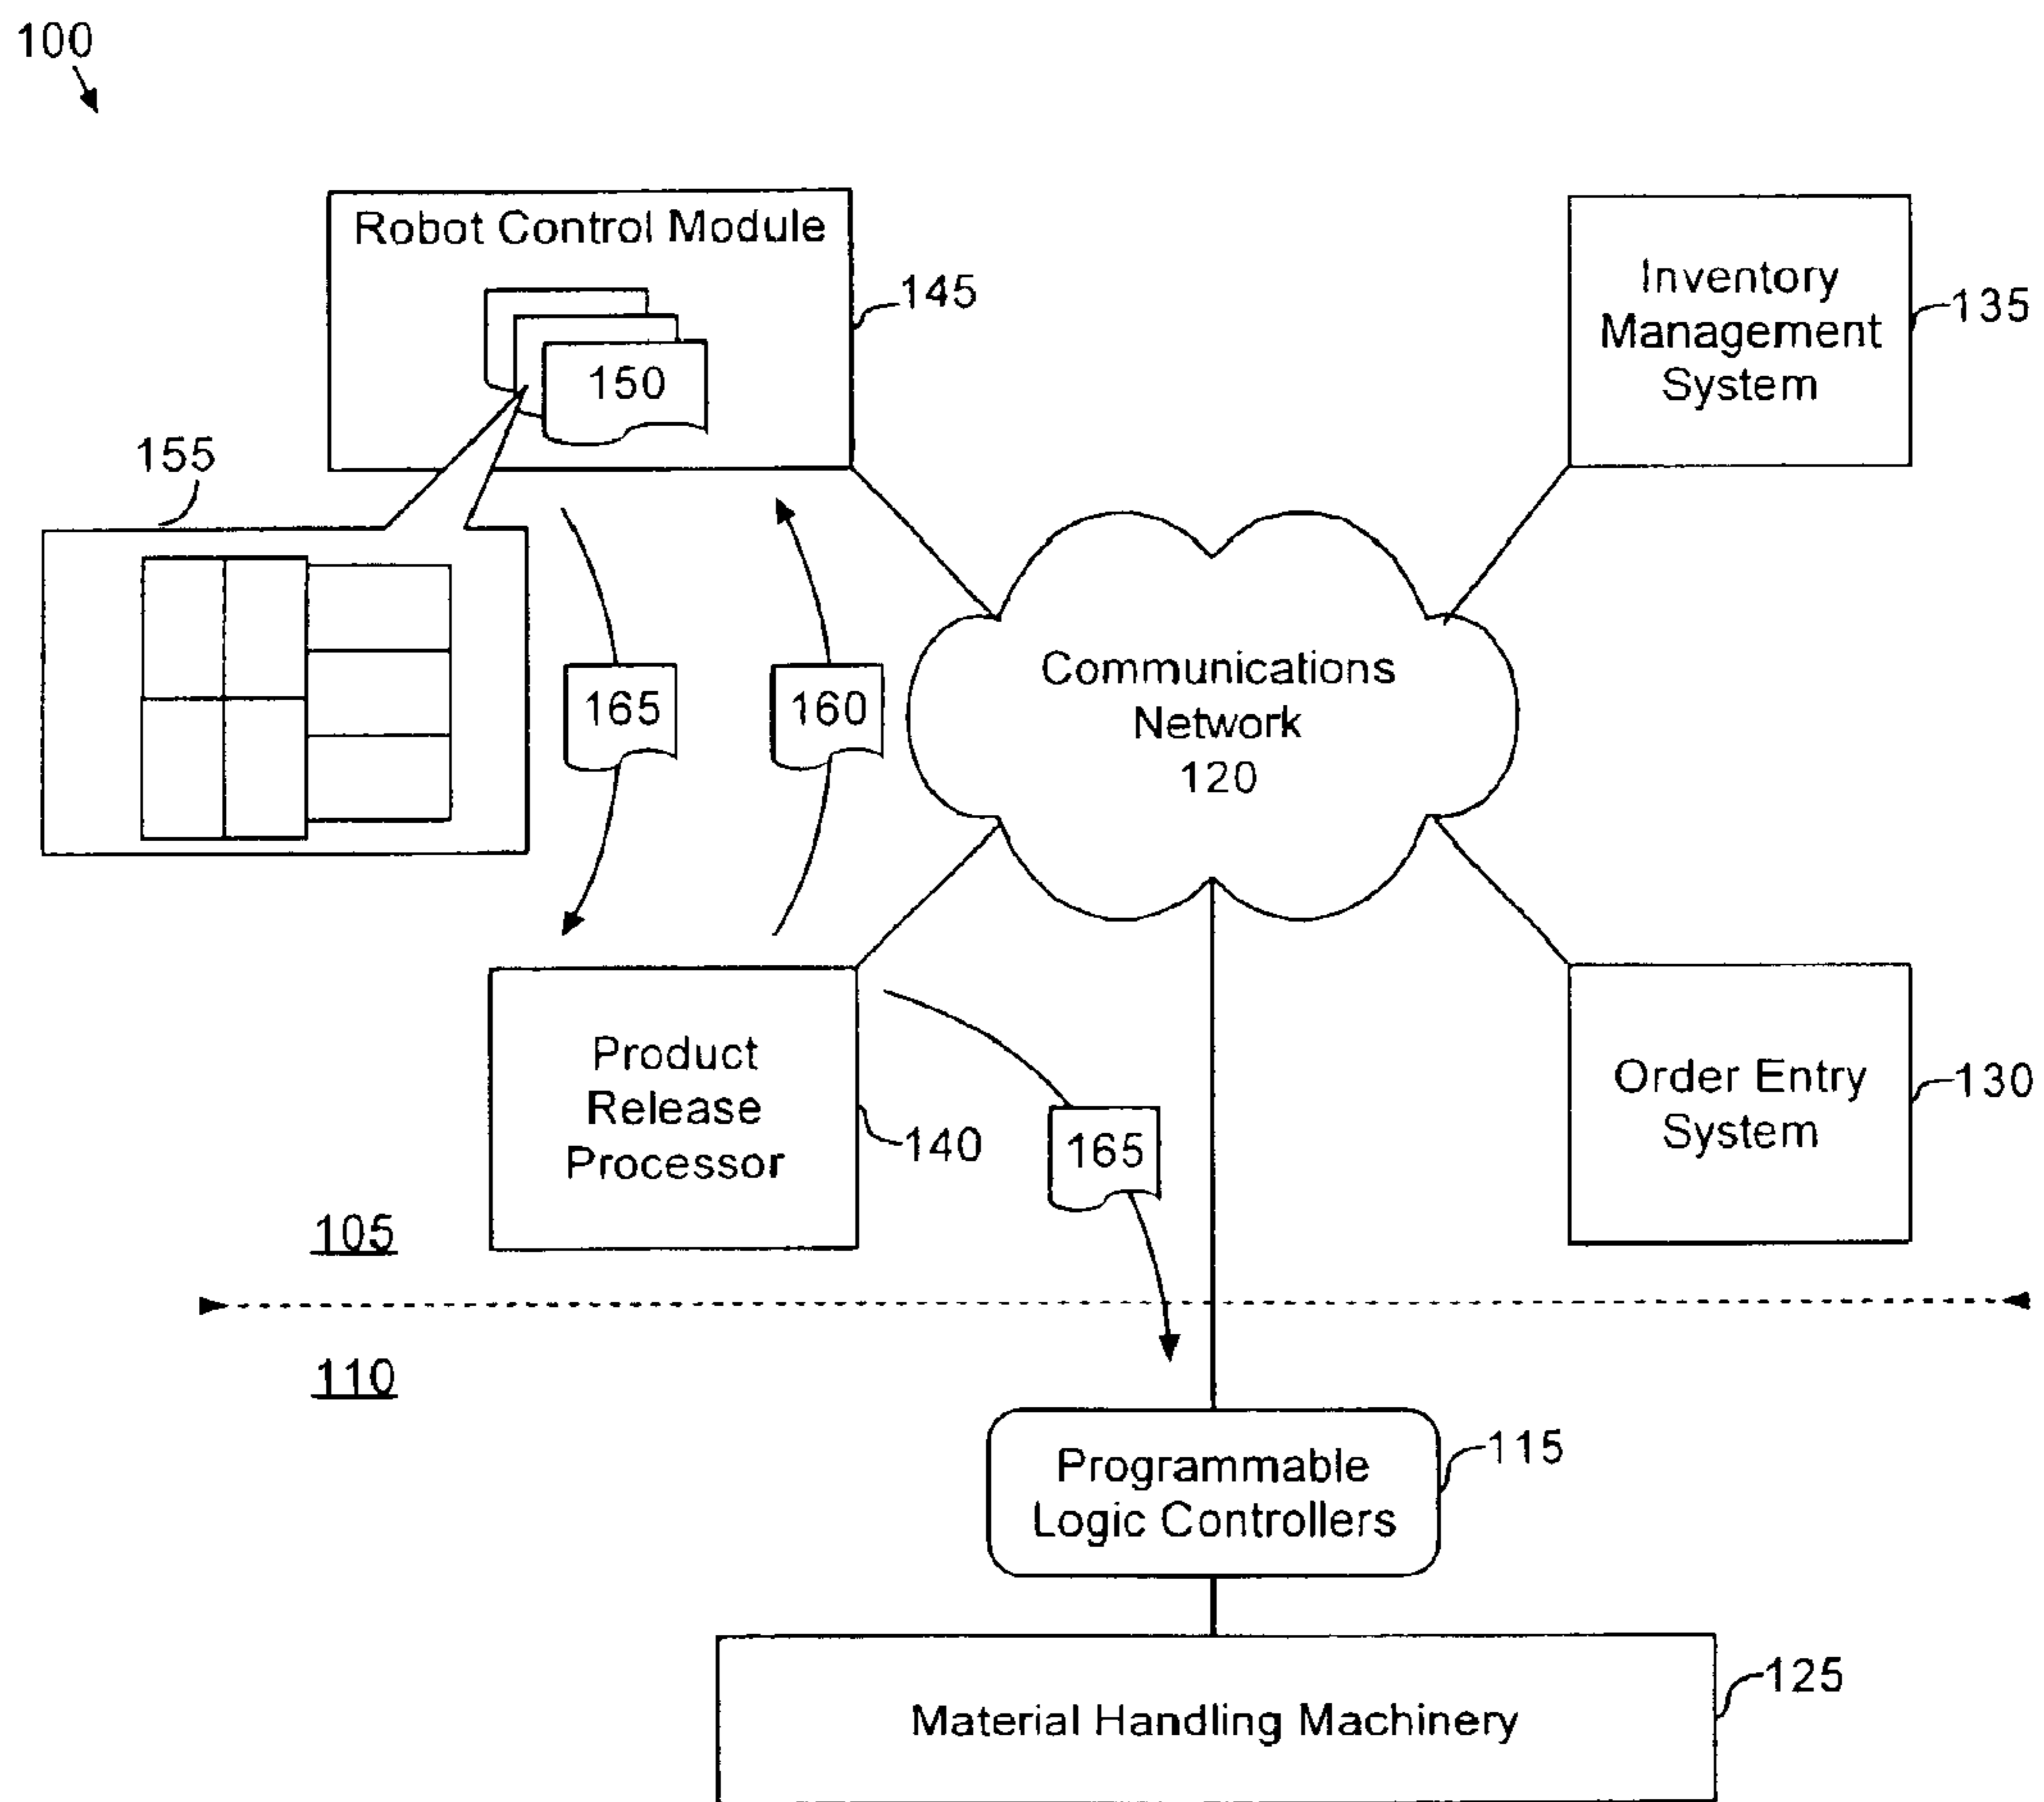 100
Robot Control Module
145
150
Inventory
Management
System
135
155
165
160
Communications
Network
120
Product
Release
Processor
140
165
Order Entry
System
130
105
110
Programmable
Logic Controllers
115
Material Handling Machinery
125